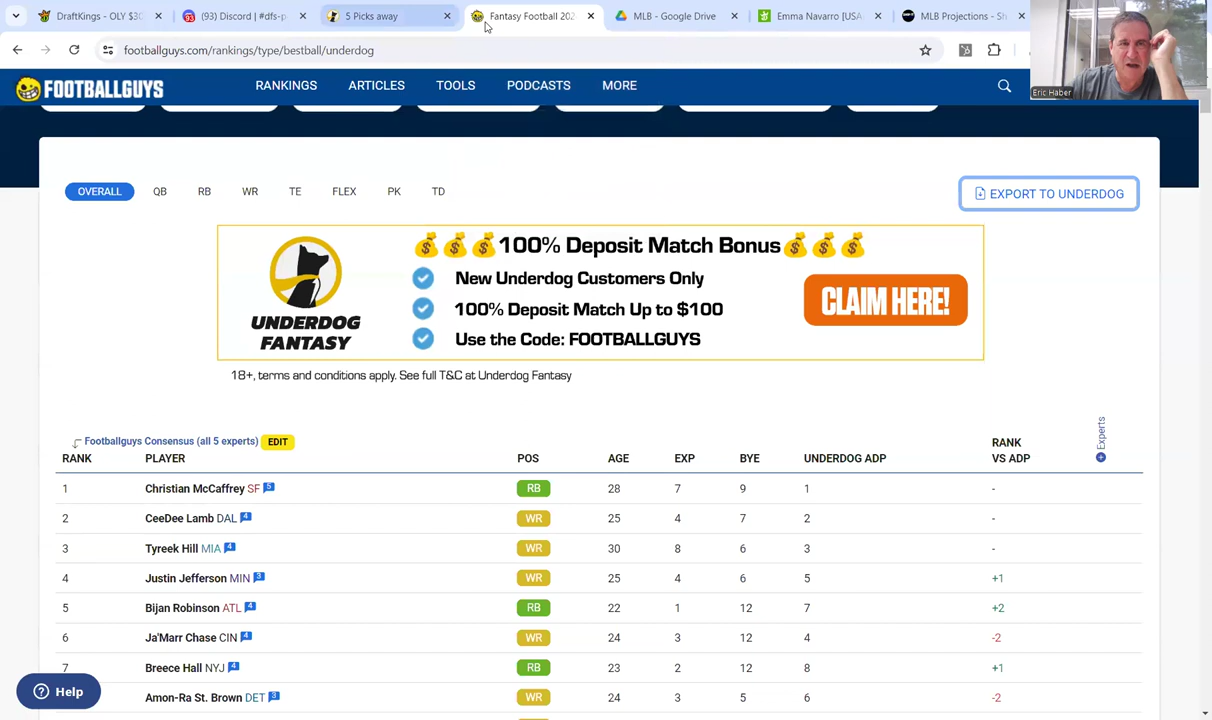 DraftKings - OLY $30
(93) Discord | #dfs-p
5 Picks away
Fantasy Football 202
MLB - Google Drive
Emma Navarro [USA
MLB Projections - Sh
footballguys.com/rankings/type/bestball/underdog
Eric Haber
FOOTBALLGUYS
RANKINGS ARTICLES TOOLS PODCASTS MORE
OVERALL QB RB WR TE FLEX PK TD
EXPORT TO UNDERDOG
UNDERDOG
FANTASY
💰💰💰100% Deposit Match Bonus💰💰💰
New Underdog Customers Only
100% Deposit Match Up to $100
Use the Code: FOOTBALLGUYS
CLAIM HERE!
18+, terms and conditions apply. See full T&C at Underdog Fantasy
Footballguys Consensus (all 5 experts) EDIT
RANK PLAYER POS AGE EXP BYE UNDERDOG ADP RANK VS ADP Experts
1 Christian McCaffrey SF 5 RB 28 7 9 1 -
2 CeeDee Lamb DAL 4 WR 25 4 7 2 -
3 Tyreek Hill MIA 4 WR 30 8 6 3 -
4 Justin Jefferson MIN 3 WR 25 4 6 5 +1
5 Bijan Robinson ATL 4 RB 22 1 12 7 +2
6 Ja'Marr Chase CIN 4 WR 24 3 12 4 -2
7 Breece Hall NYJ 4 RB 23 2 12 8 +1
Amon-Ra St. Brown DET 3 WR 24 3 5 6 -2
Help